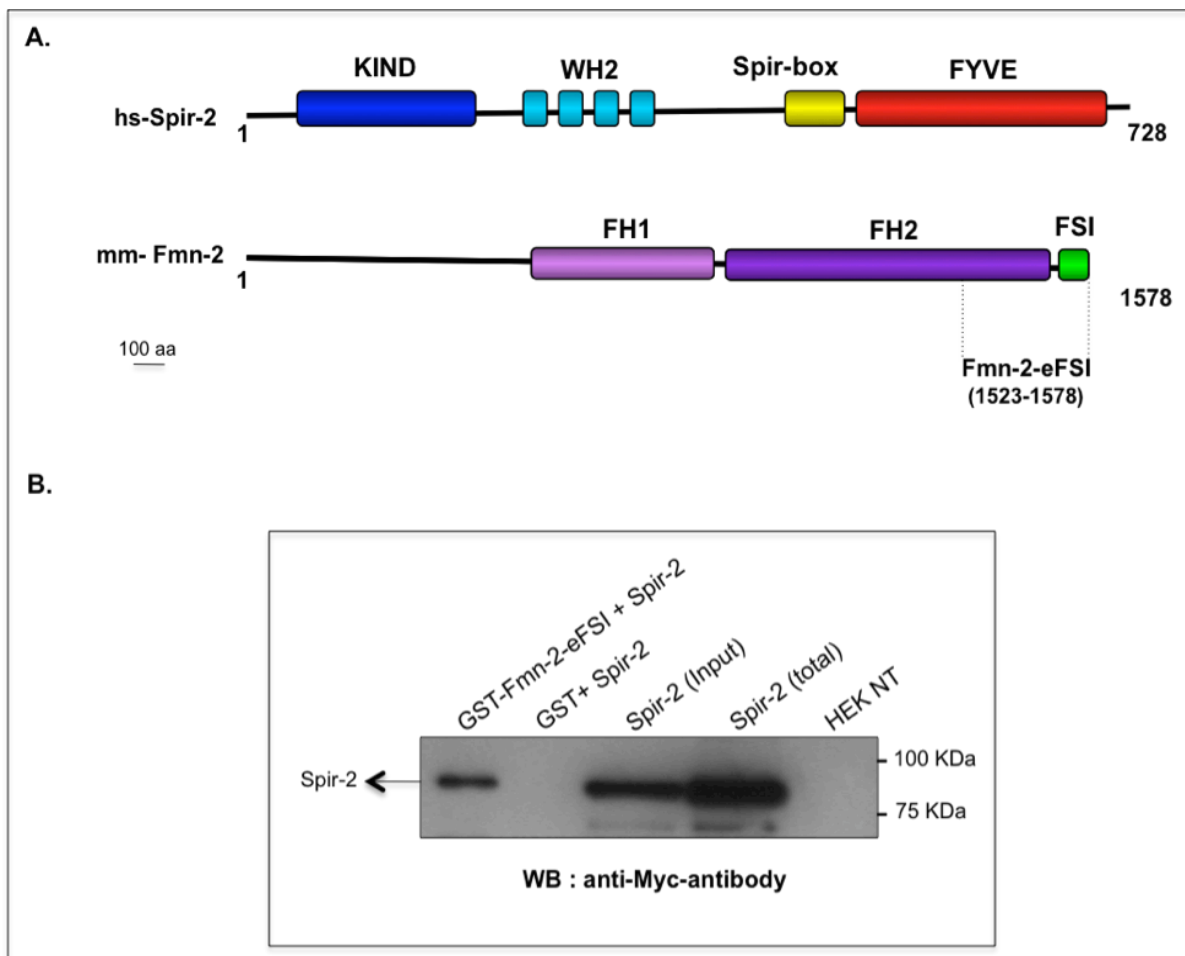 A.
KIND WH2 Spir-box FYVE
hs-Spir-2
1 728
FH1 FH2 FSI
mm- Fmn-2
1 1578
100 aa
Fmn-2-eFSI
(1523-1578)
B.
GST-Fmn-2-eFSI + Spir-2
GST+ Spir-2
Spir-2 (Input)
Spir-2 (total)
HEK NT
Spir-2
100 KDa
75 KDa
WB : anti-Myc-antibody